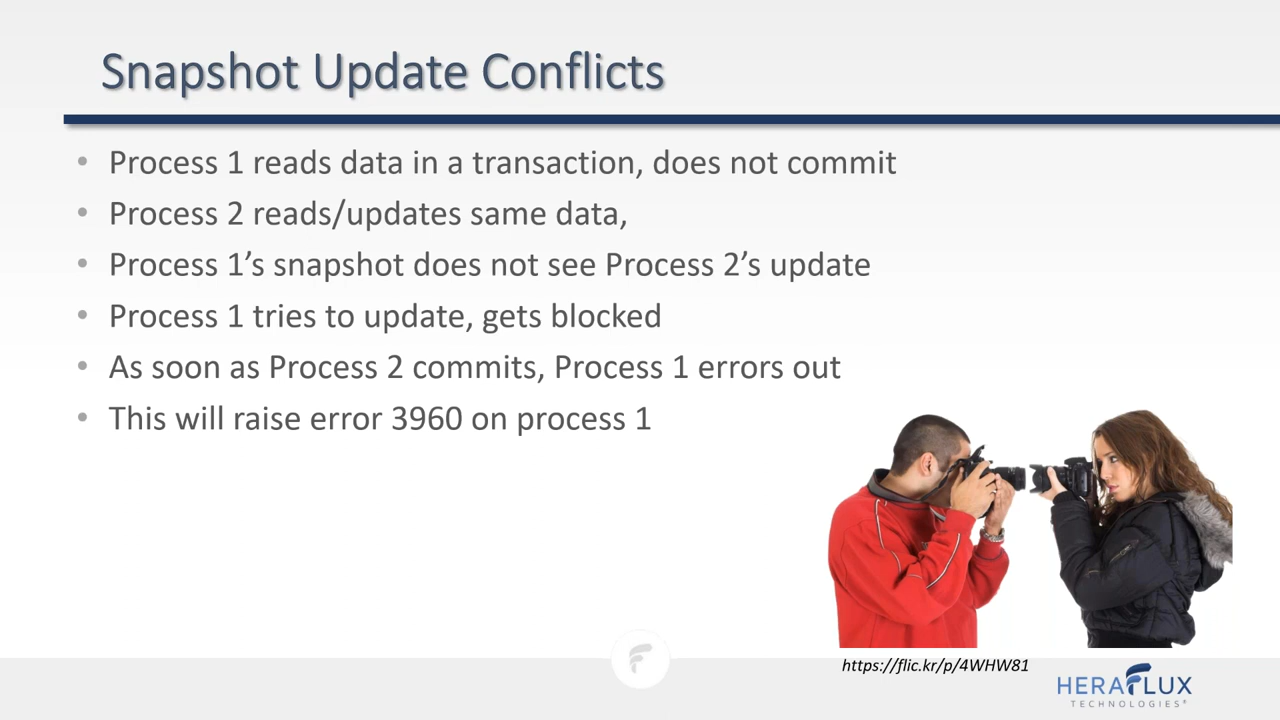 Snapshot Update Conflicts
• Process 1 reads data in a transaction, does not commit
• Process 2 reads/updates same data,
• Process 1’s snapshot does not see Process 2’s update
• Process 1 tries to update, gets blocked
• As soon as Process 2 commits, Process 1 errors out
• This will raise error 3960 on process 1
https://flic.kr/p/4WHW81
HERAFLUX
TECHNOLOGIES®